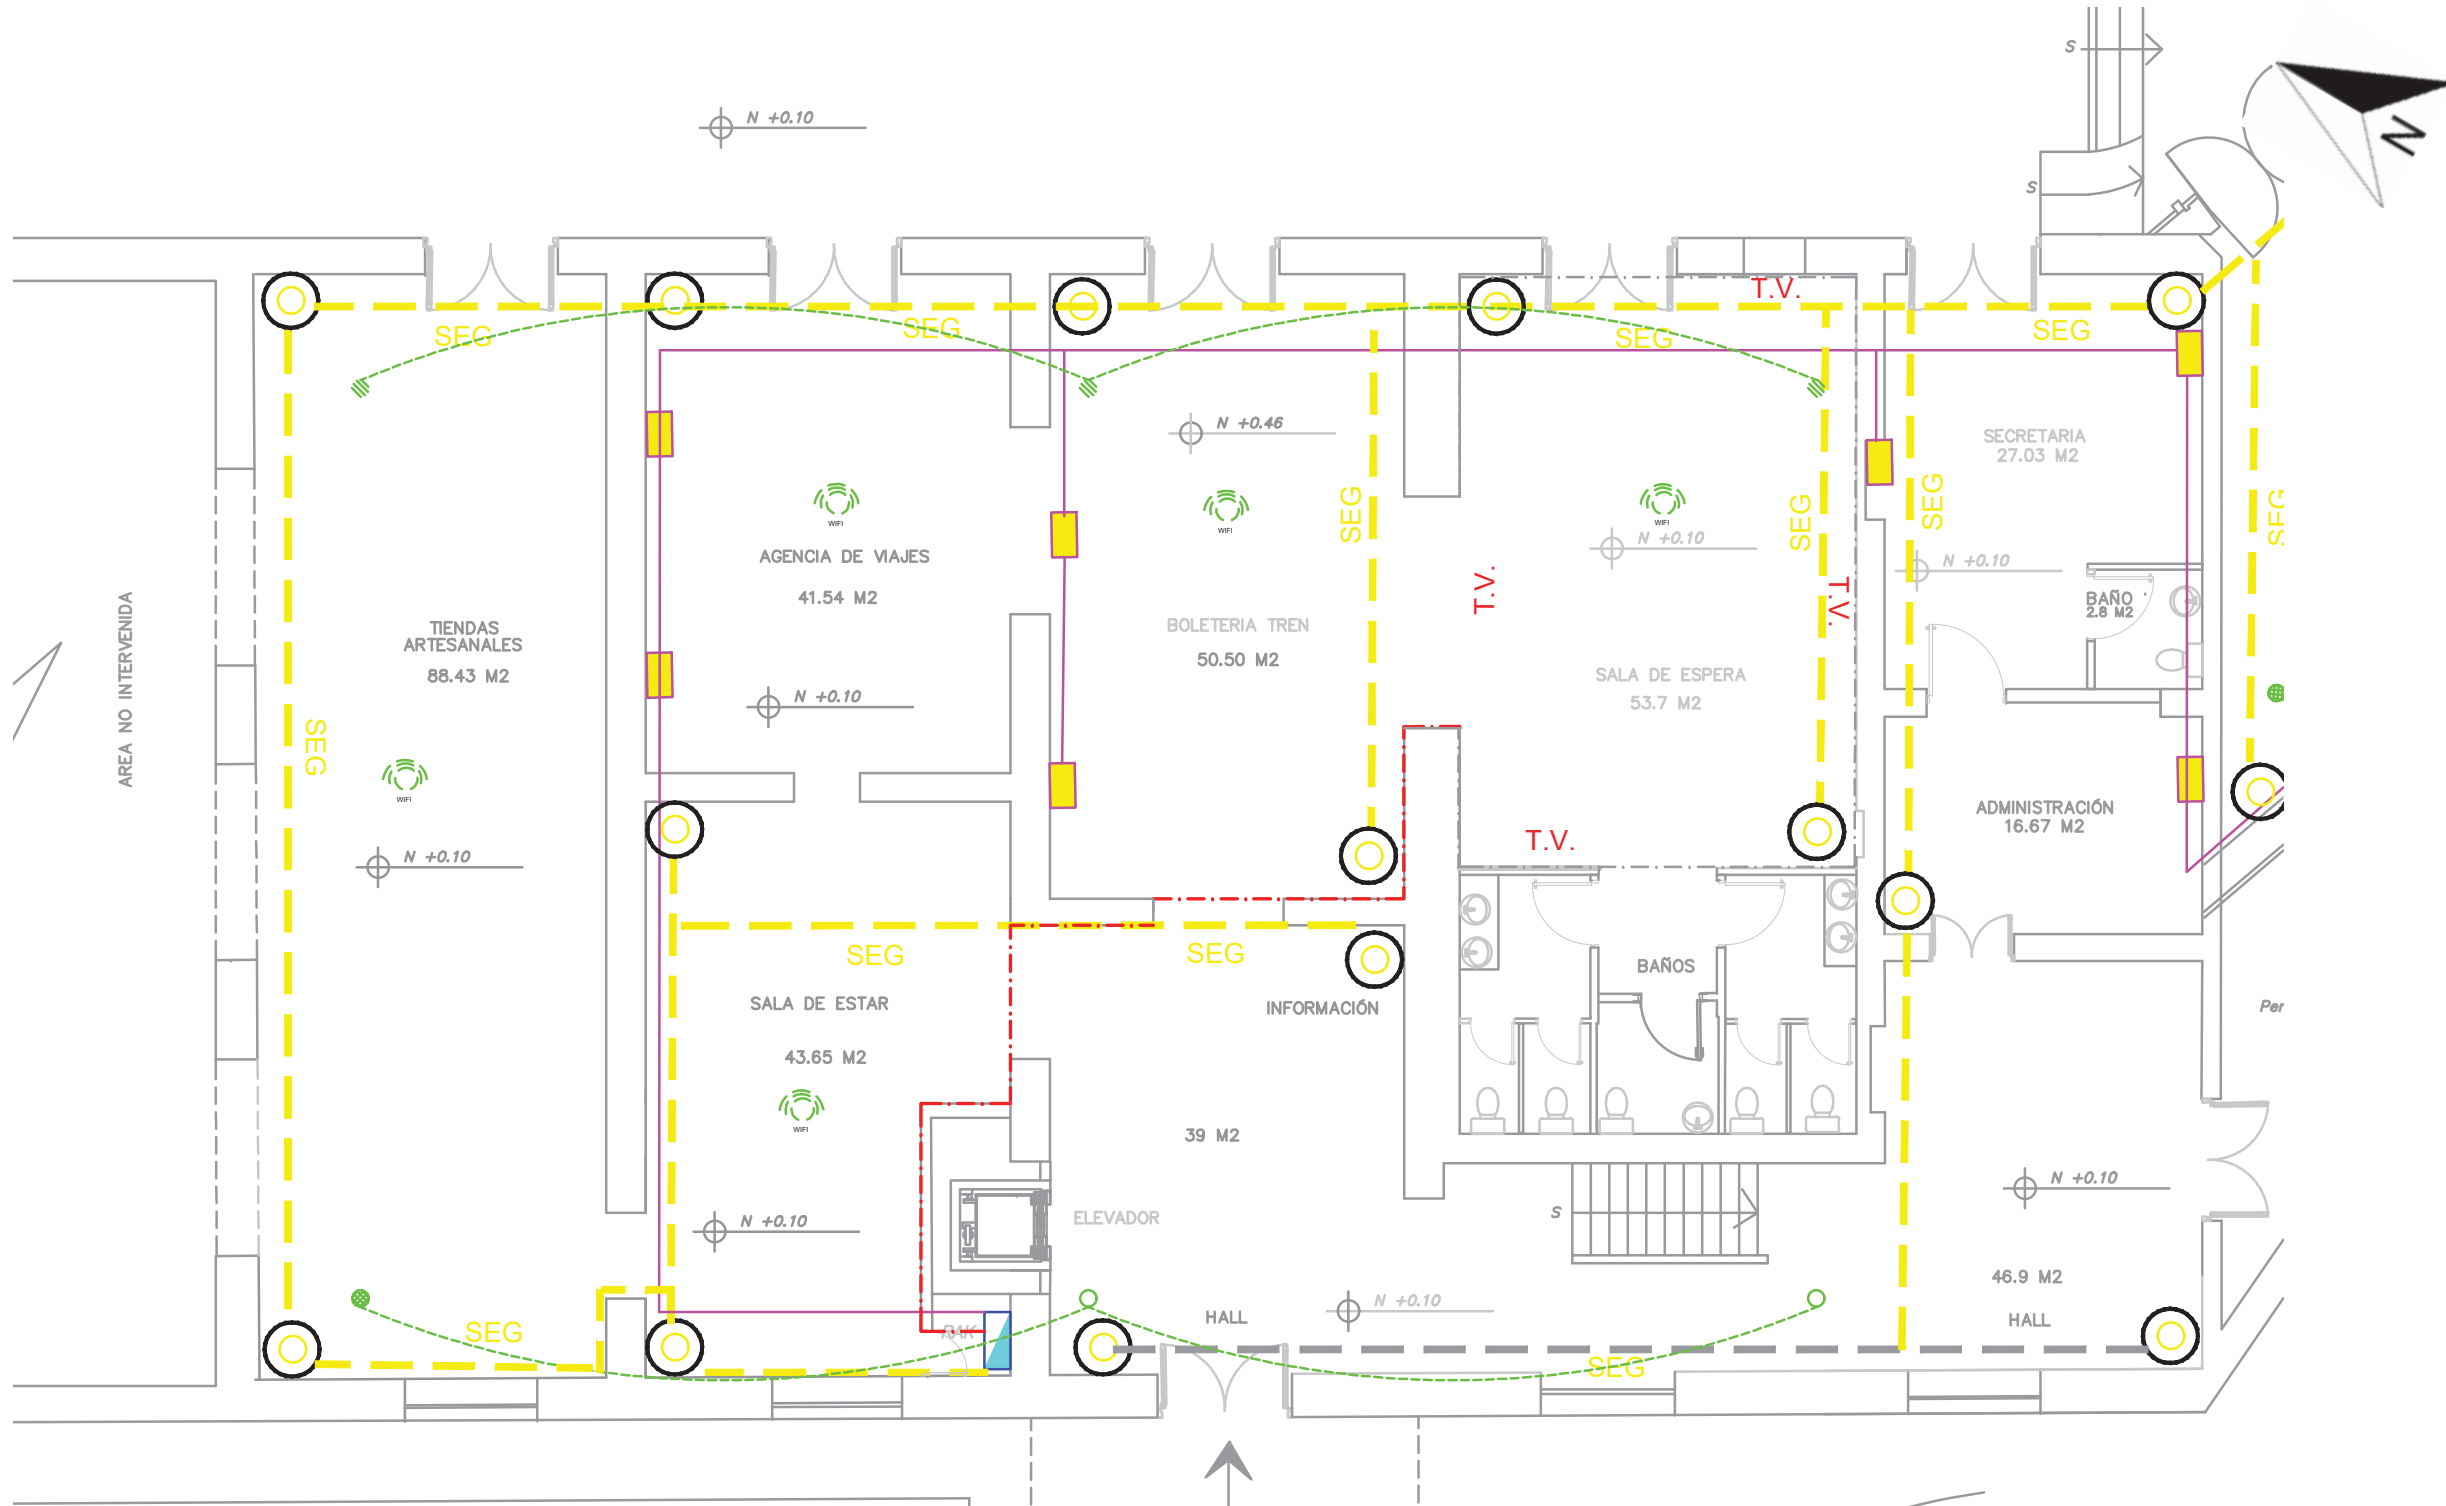 S
N +0.10
N
S
T.V.
SEG
SEG
SEG
SEG
N +0.46
SECRETARIA
27.03 M2
SEG
SEG
SEG
SEG
WIFI
WIFI
WIFI
N +0.10
AGENCIA DE VIAJES
N +0.10
41.54 M2
T.V.
T.V.
BAÑO
2.8 M2
AREA NO INTERVENIDA
TIENDAS
ARTESANALES
88.43 M2
BOLETERIA TREN
50.50 M2
SALA DE ESPERA
53.7 M2
N +0.10
SEG
WIFI
ADMINISTRACIÓN
16.67 M2
T.V.
N +0.10
SEG
SEG
BAÑOS
SALA DE ESTAR
INFORMACIÓN
Per
43.65 M2
WIFI
39 M2
N +0.10
S
ELEVADOR
N +0.10
46.9 M2
N +0.10
HALL
HALL
SEG
RAK
SEG